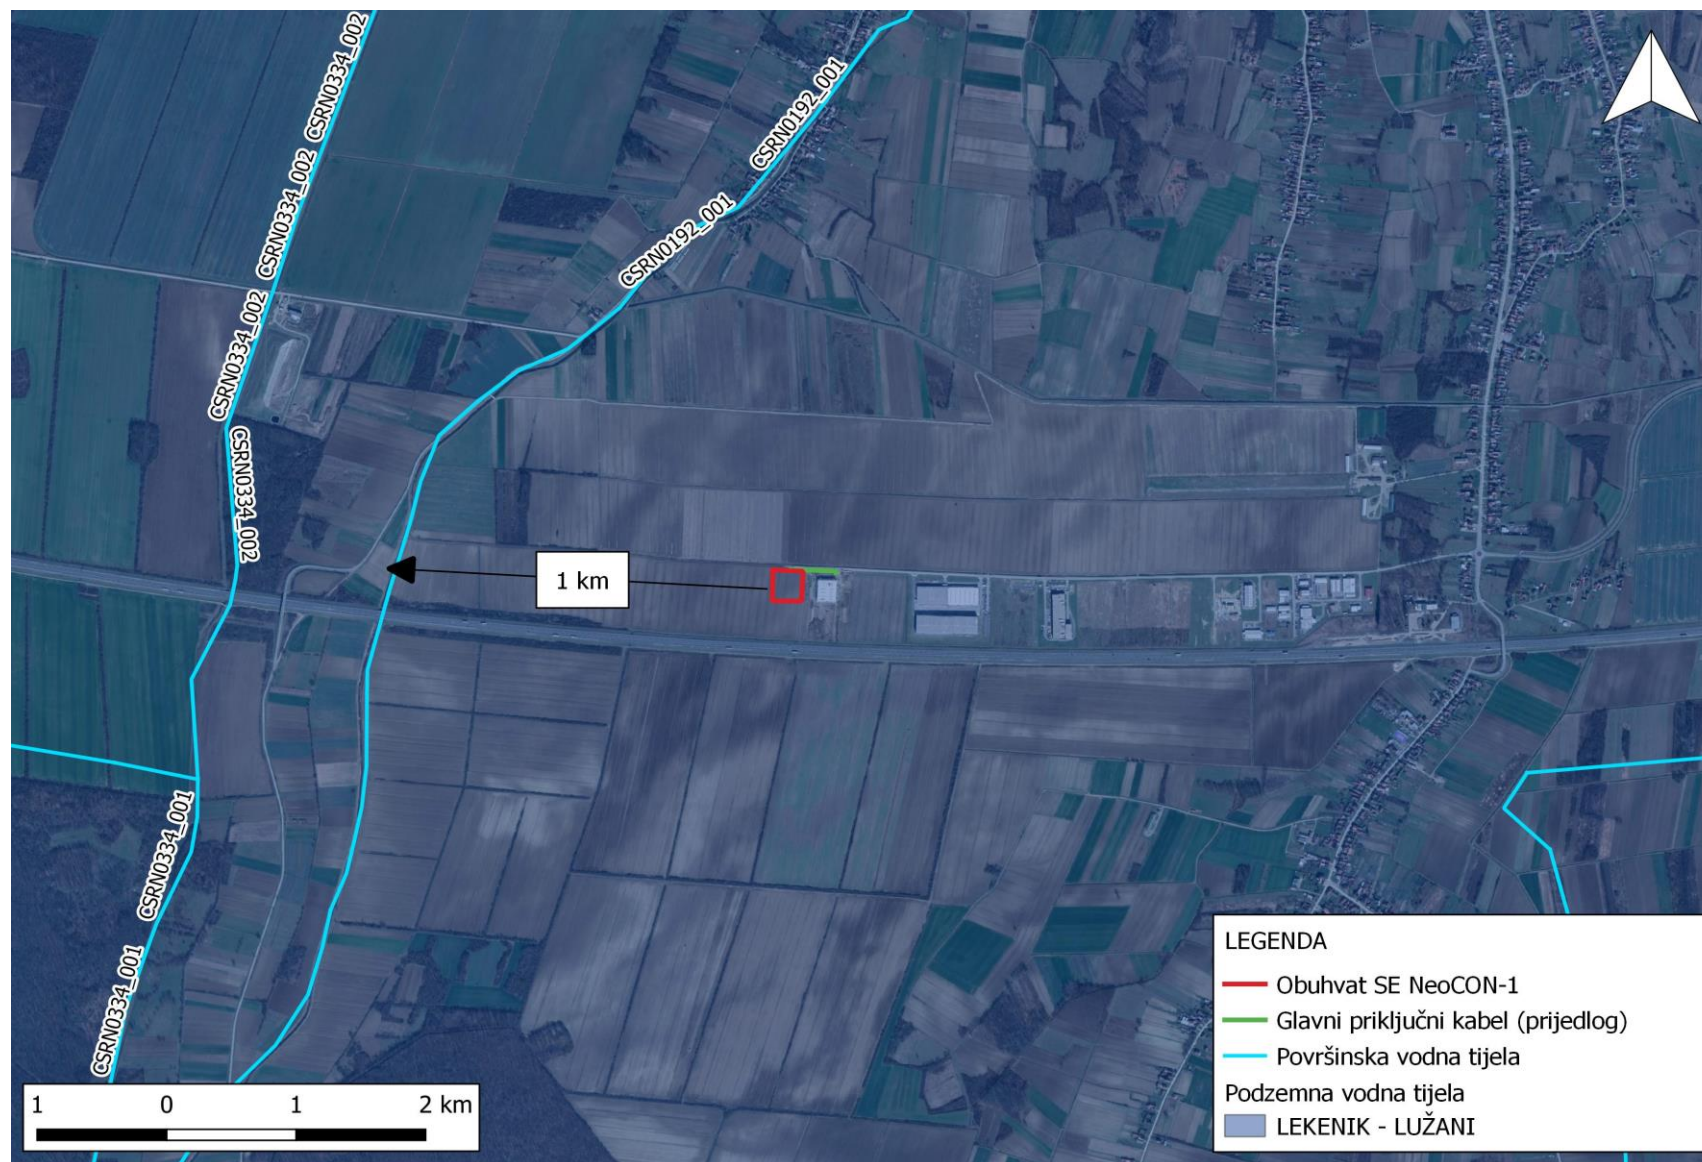 CSRN0334_002
CSRN0334_002
CSRN0334_002
CSRN0334_002
CSRN0192_001
CSRN0192_001
1 km
CSRN0334_001
CSRN0334_001
LEGENDA
Obuhvat SE NeoCON-1
Glavni priključni kabel (prijedlog)
Površinska vodna tijela
Podzemna vodna tijela
LEKENIK - LUŽANI
1 0 1 2 km